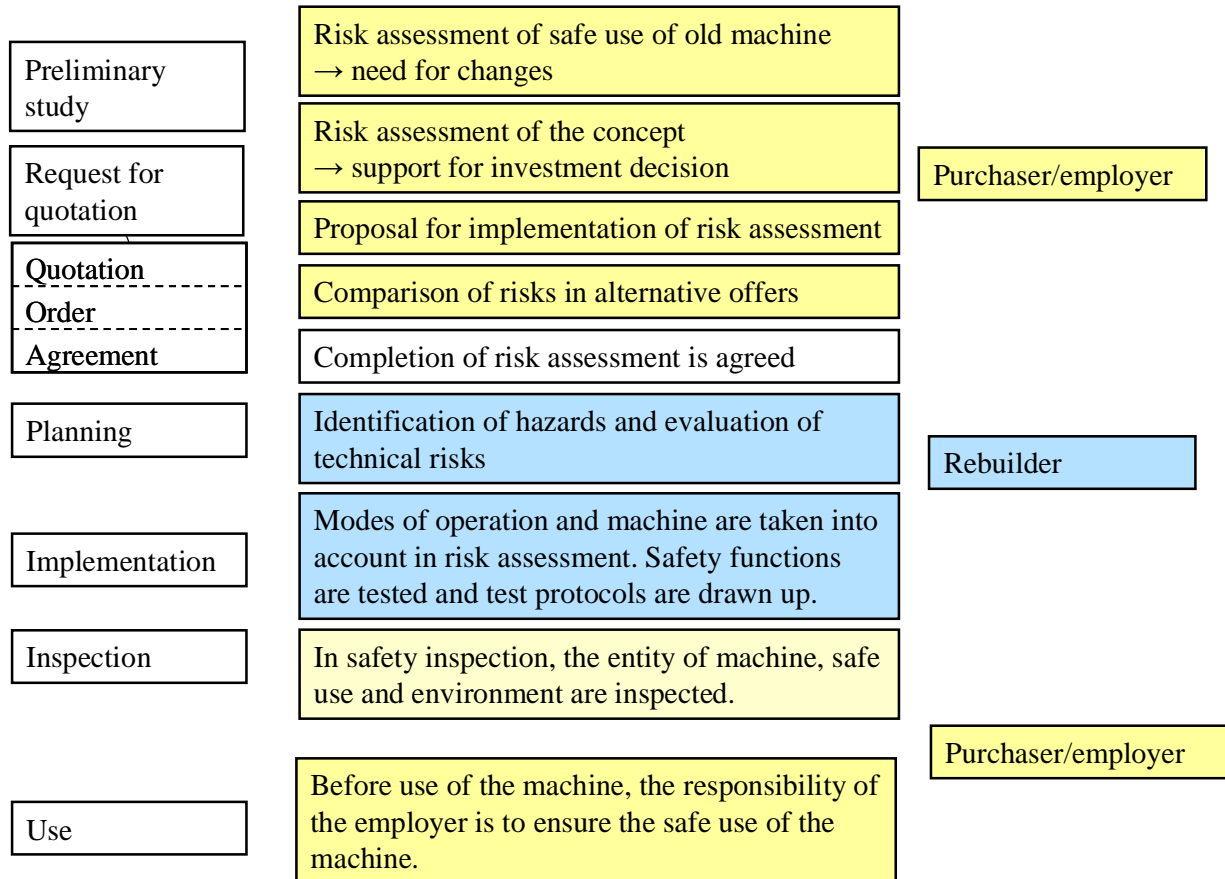 Preliminary
study
Request for
quotation
Quotation
Order
Agreement
Planning
Implementation
Inspection
Use
Risk assessment of safe use of old machine
→ need for changes
Risk assessment of the concept
→ support for investment decision
Proposal for implementation of risk assessment
Comparison of risks in alternative offers
Completion of risk assessment is agreed
Identification of hazards and evaluation of
technical risks
Modes of operation and machine are taken into
account in risk assessment. Safety functions
are tested and test protocols are drawn up.
In safety inspection, the entity of machine, safe
use and environment are inspected.
Before use of the machine, the responsibility of
the employer is to ensure the safe use of the
machine.
Purchaser/employer
Rebuilder
Purchaser/employer